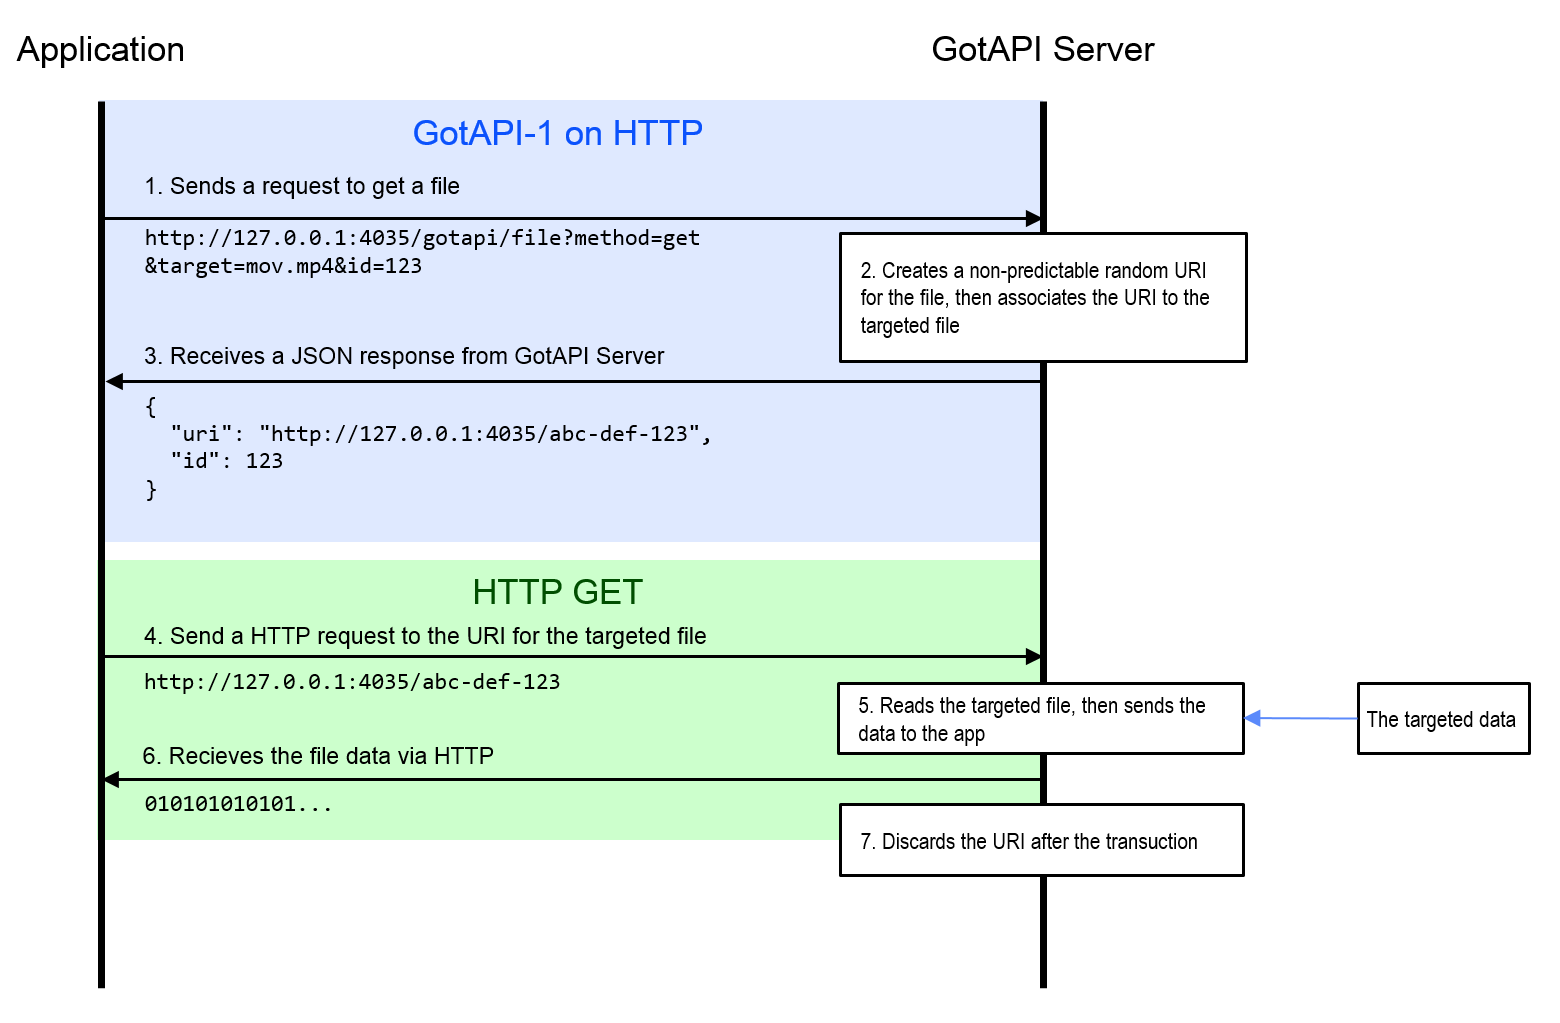 Application
GotAPI Server
GotAPI-1 on HTTP
1. Sends a request to get a file
http://127.0.0.1:4035/gotapi/file?method=get
&target=mov.mp4&id=123
2. Creates a non-predictable random URI
for the file, then associates the URI to the
targeted file
3. Receives a JSON response from GotAPI Server
{
"uri": "http://127.0.0.1:4035/abc-def-123",
"id": 123
}
HTTP GET
4. Send a HTTP request to the URI for the targeted file
http://127.0.0.1:4035/abc-def-123
5. Reads the targeted file, then sends the
data to the app
The targeted data
6. Recieves the file data via HTTP
010101010101...
7. Discards the URI after the transuction